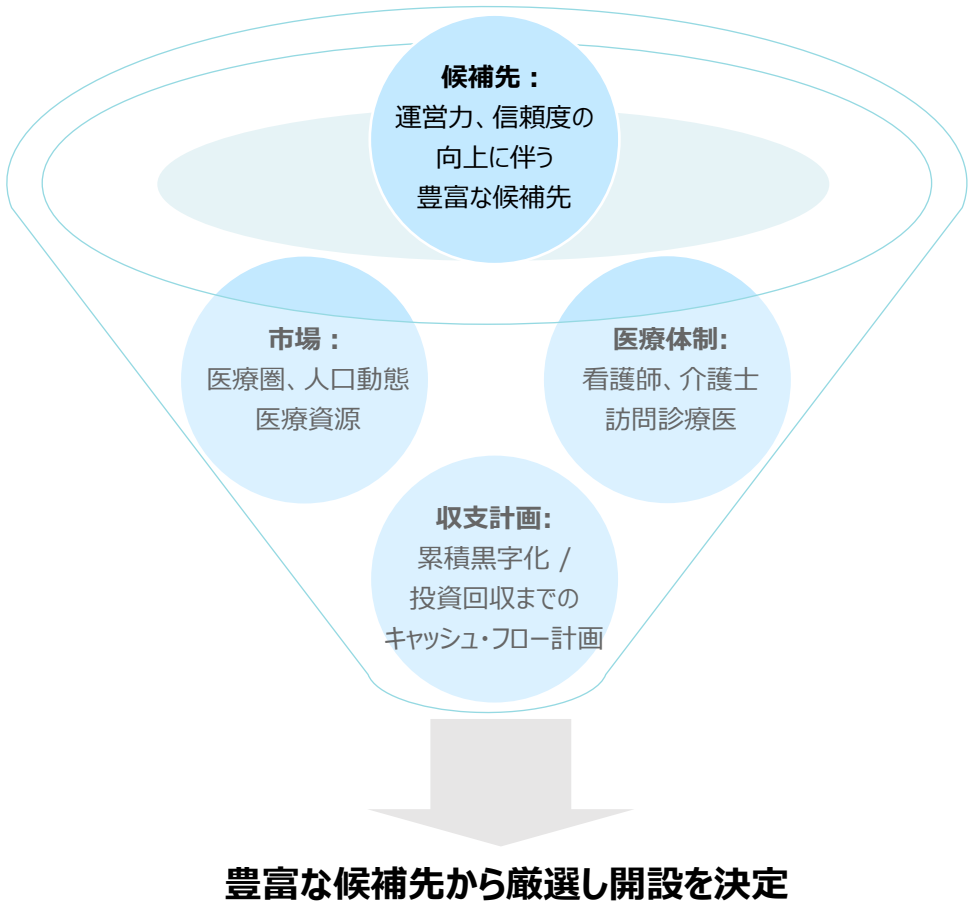 候補先：
運営力、信頼度の
向上に伴う
豊富な候補先
市場：
医療圏、人口動態
医療資源
医療体制:
看護師、介護士
訪問診療医
収支計画:
累積黒字化 /
投資回収までの
キャッシュ・フロー計画
豊富な候補先から厳選し開設を決定